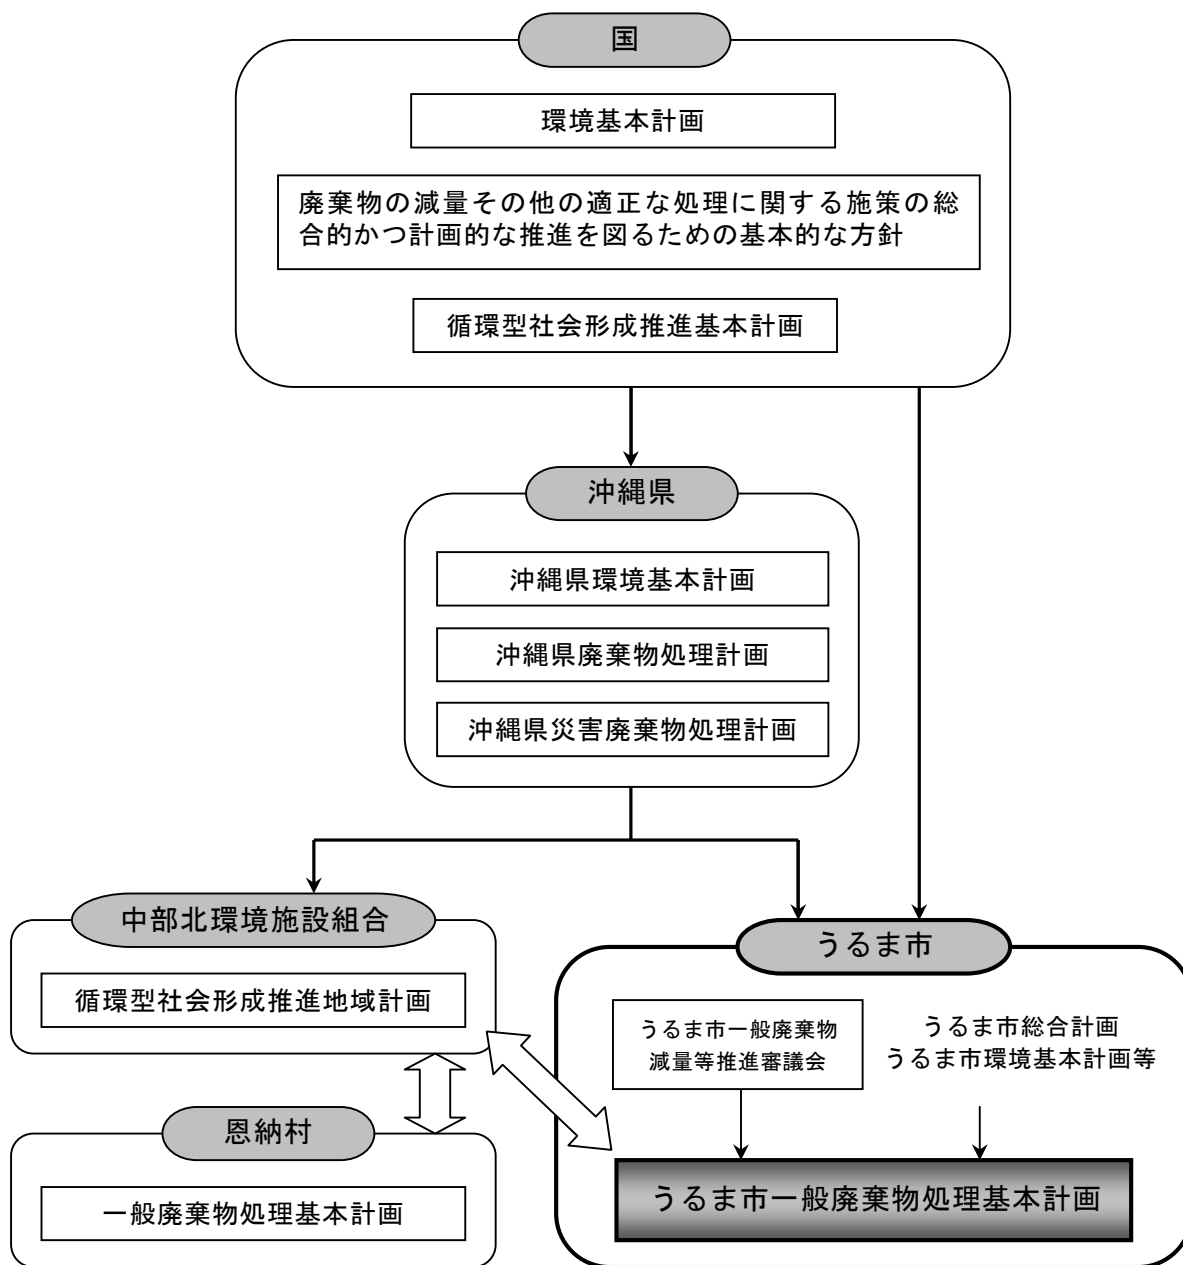 国
環境基本計画
廃棄物の減量その他の適正な処理に関する施策の総
合的かつ計画的な推進を図るための基本的な方針
循環型社会形成推進基本計画
沖縄県
沖縄県環境基本計画
沖縄県廃棄物処理計画
沖縄県災害廃棄物処理計画
中部北環境施設組合
循環型社会形成推進地域計画
恩納村
一般廃棄物処理基本計画
うるま市
うるま市一般廃棄物
減量等推進審議会
うるま市総合計画
うるま市環境基本計画等
うるま市一般廃棄物処理基本計画